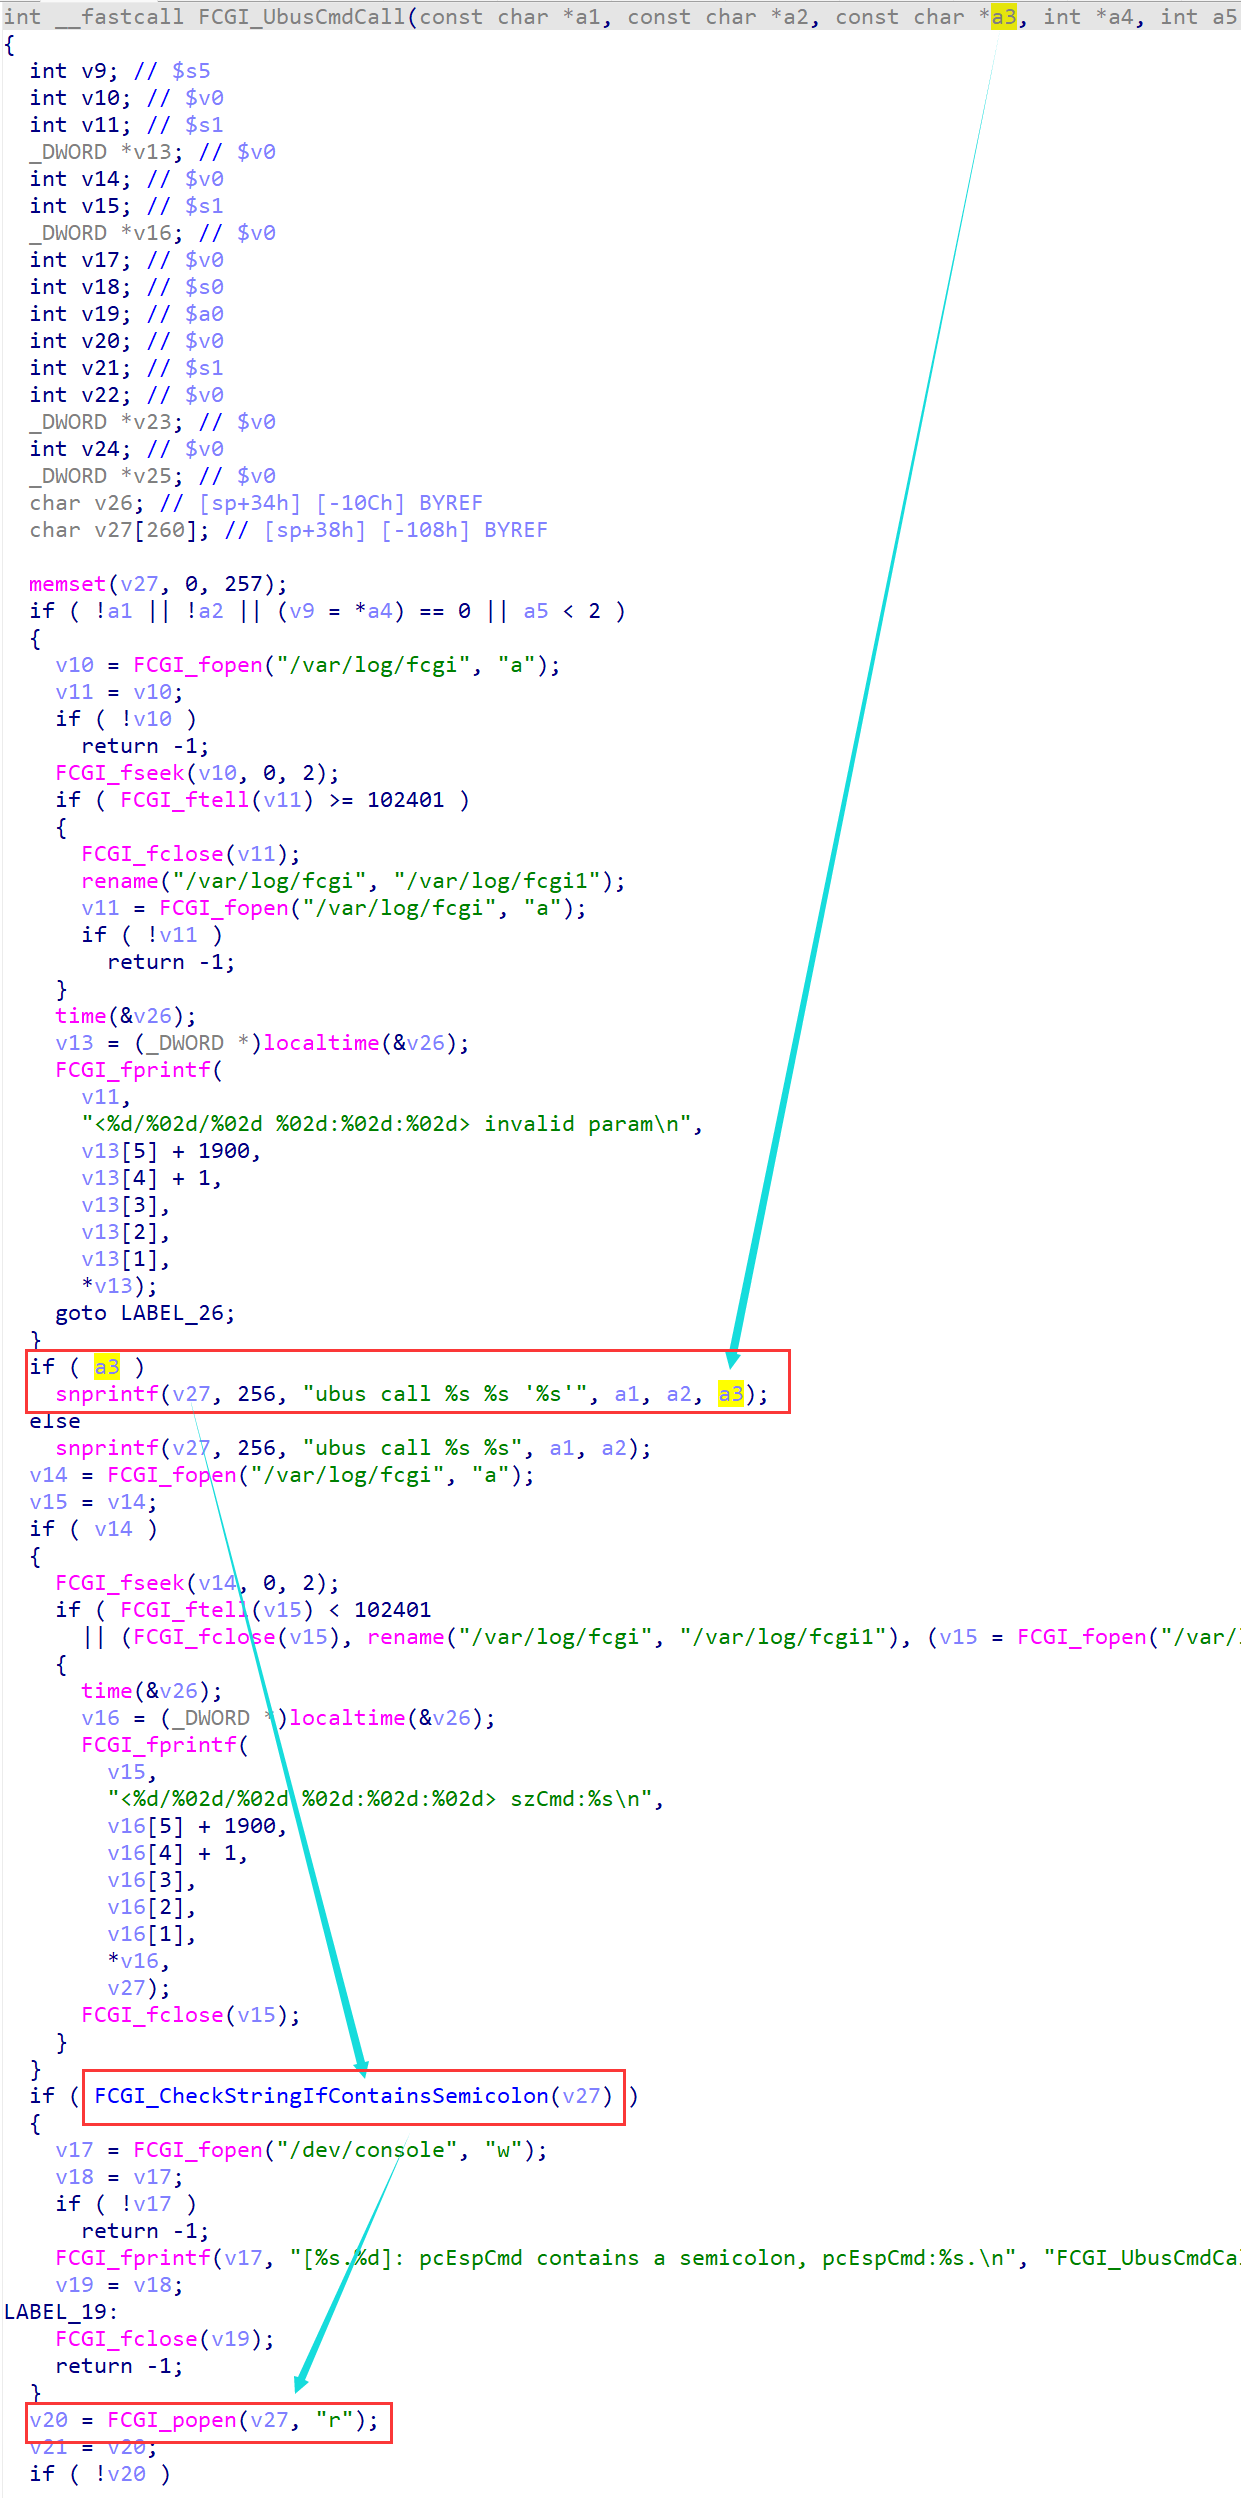 int __fastcall FCGI_UbusCmdCall(const char *a1, const char *a2, const char *a3, int *a4, int a5
{
  int v9; // $s5
  int v10; // $v0
  int v11; // $s1
  _DWORD *v13; // $v0
  int v14; // $v0
  int v15; // $s1
  _DWORD *v16; // $v0
  int v17; // $v0
  int v18; // $s0
  int v19; // $a0
  int v20; // $v0
  int v21; // $s1
  int v22; // $v0
  _DWORD *v23; // $v0
  int v24; // $v0
  _DWORD *v25; // $v0
  char v26; // [sp+34h] [-10Ch] BYREF
  char v27[260]; // [sp+38h] [-108h] BYREF

  memset(v27, 0, 257);
  if ( !a1 || !a2 || (v9 = *a4) == 0 || a5 < 2 )
  {
    v10 = FCGI_fopen("/var/log/fcgi", "a");
    v11 = v10;
    if ( !v10 )
      return -1;
    FCGI_fseek(v10, 0, 2);
    if ( FCGI_ftell(v11) >= 102401 )
    {
      FCGI_fclose(v11);
      rename("/var/log/fcgi", "/var/log/fcgi1");
      v11 = FCGI_fopen("/var/log/fcgi", "a");
      if ( !v11 )
        return -1;
    }
    time(&v26);
    v13 = (_DWORD *)localtime(&v26);
    FCGI_fprintf(
      v11,
      "<%d/%02d/%02d %02d:%02d:%02d> invalid param\n",
      v13[5] + 1900,
      v13[4] + 1,
      v13[3],
      v13[2],
      v13[1],
      *v13);
    goto LABEL_26;
  }
  if ( a3 )
    snprintf(v27, 256, "ubus call %s %s '%s'", a1, a2, a3);
  else
    snprintf(v27, 256, "ubus call %s %s", a1, a2);
  v14 = FCGI_fopen("/var/log/fcgi", "a");
  v15 = v14;
  if ( v14 )
  {
    FCGI_fseek(v14, 0, 2);
    if ( FCGI_ftell(v15) < 102401
      || (FCGI_fclose(v15), rename("/var/log/fcgi", "/var/log/fcgi1"), (v15 = FCGI_fopen("/var/
    {
      time(&v26);
      v16 = (_DWORD *)localtime(&v26);
      FCGI_fprintf(
        v15,
        "<%d/%02d/%02d %02d:%02d:%02d> szCmd:%s\n",
        v16[5] + 1900,
        v16[4] + 1,
        v16[3],
        v16[2],
        v16[1],
        *v16,
        v27);
      FCGI_fclose(v15);
    }
  }
  if ( FCGI_CheckStringIfContainsSemicolon(v27) )
  {
    v17 = FCGI_fopen("/dev/console", "w");
    v18 = v17;
    if ( !v17 )
      return -1;
    FCGI_fprintf(v17, "[%s.%d]: pcEspCmd contains a semicolon, pcEspCmd:%s.\n", "FCGI_UbusCmdCa
    v19 = v18;
LABEL_19:
    FCGI_fclose(v19);
    return -1;
  }
  v20 = FCGI_popen(v27, "r");
  v21 = v20;
  if ( !v20 )